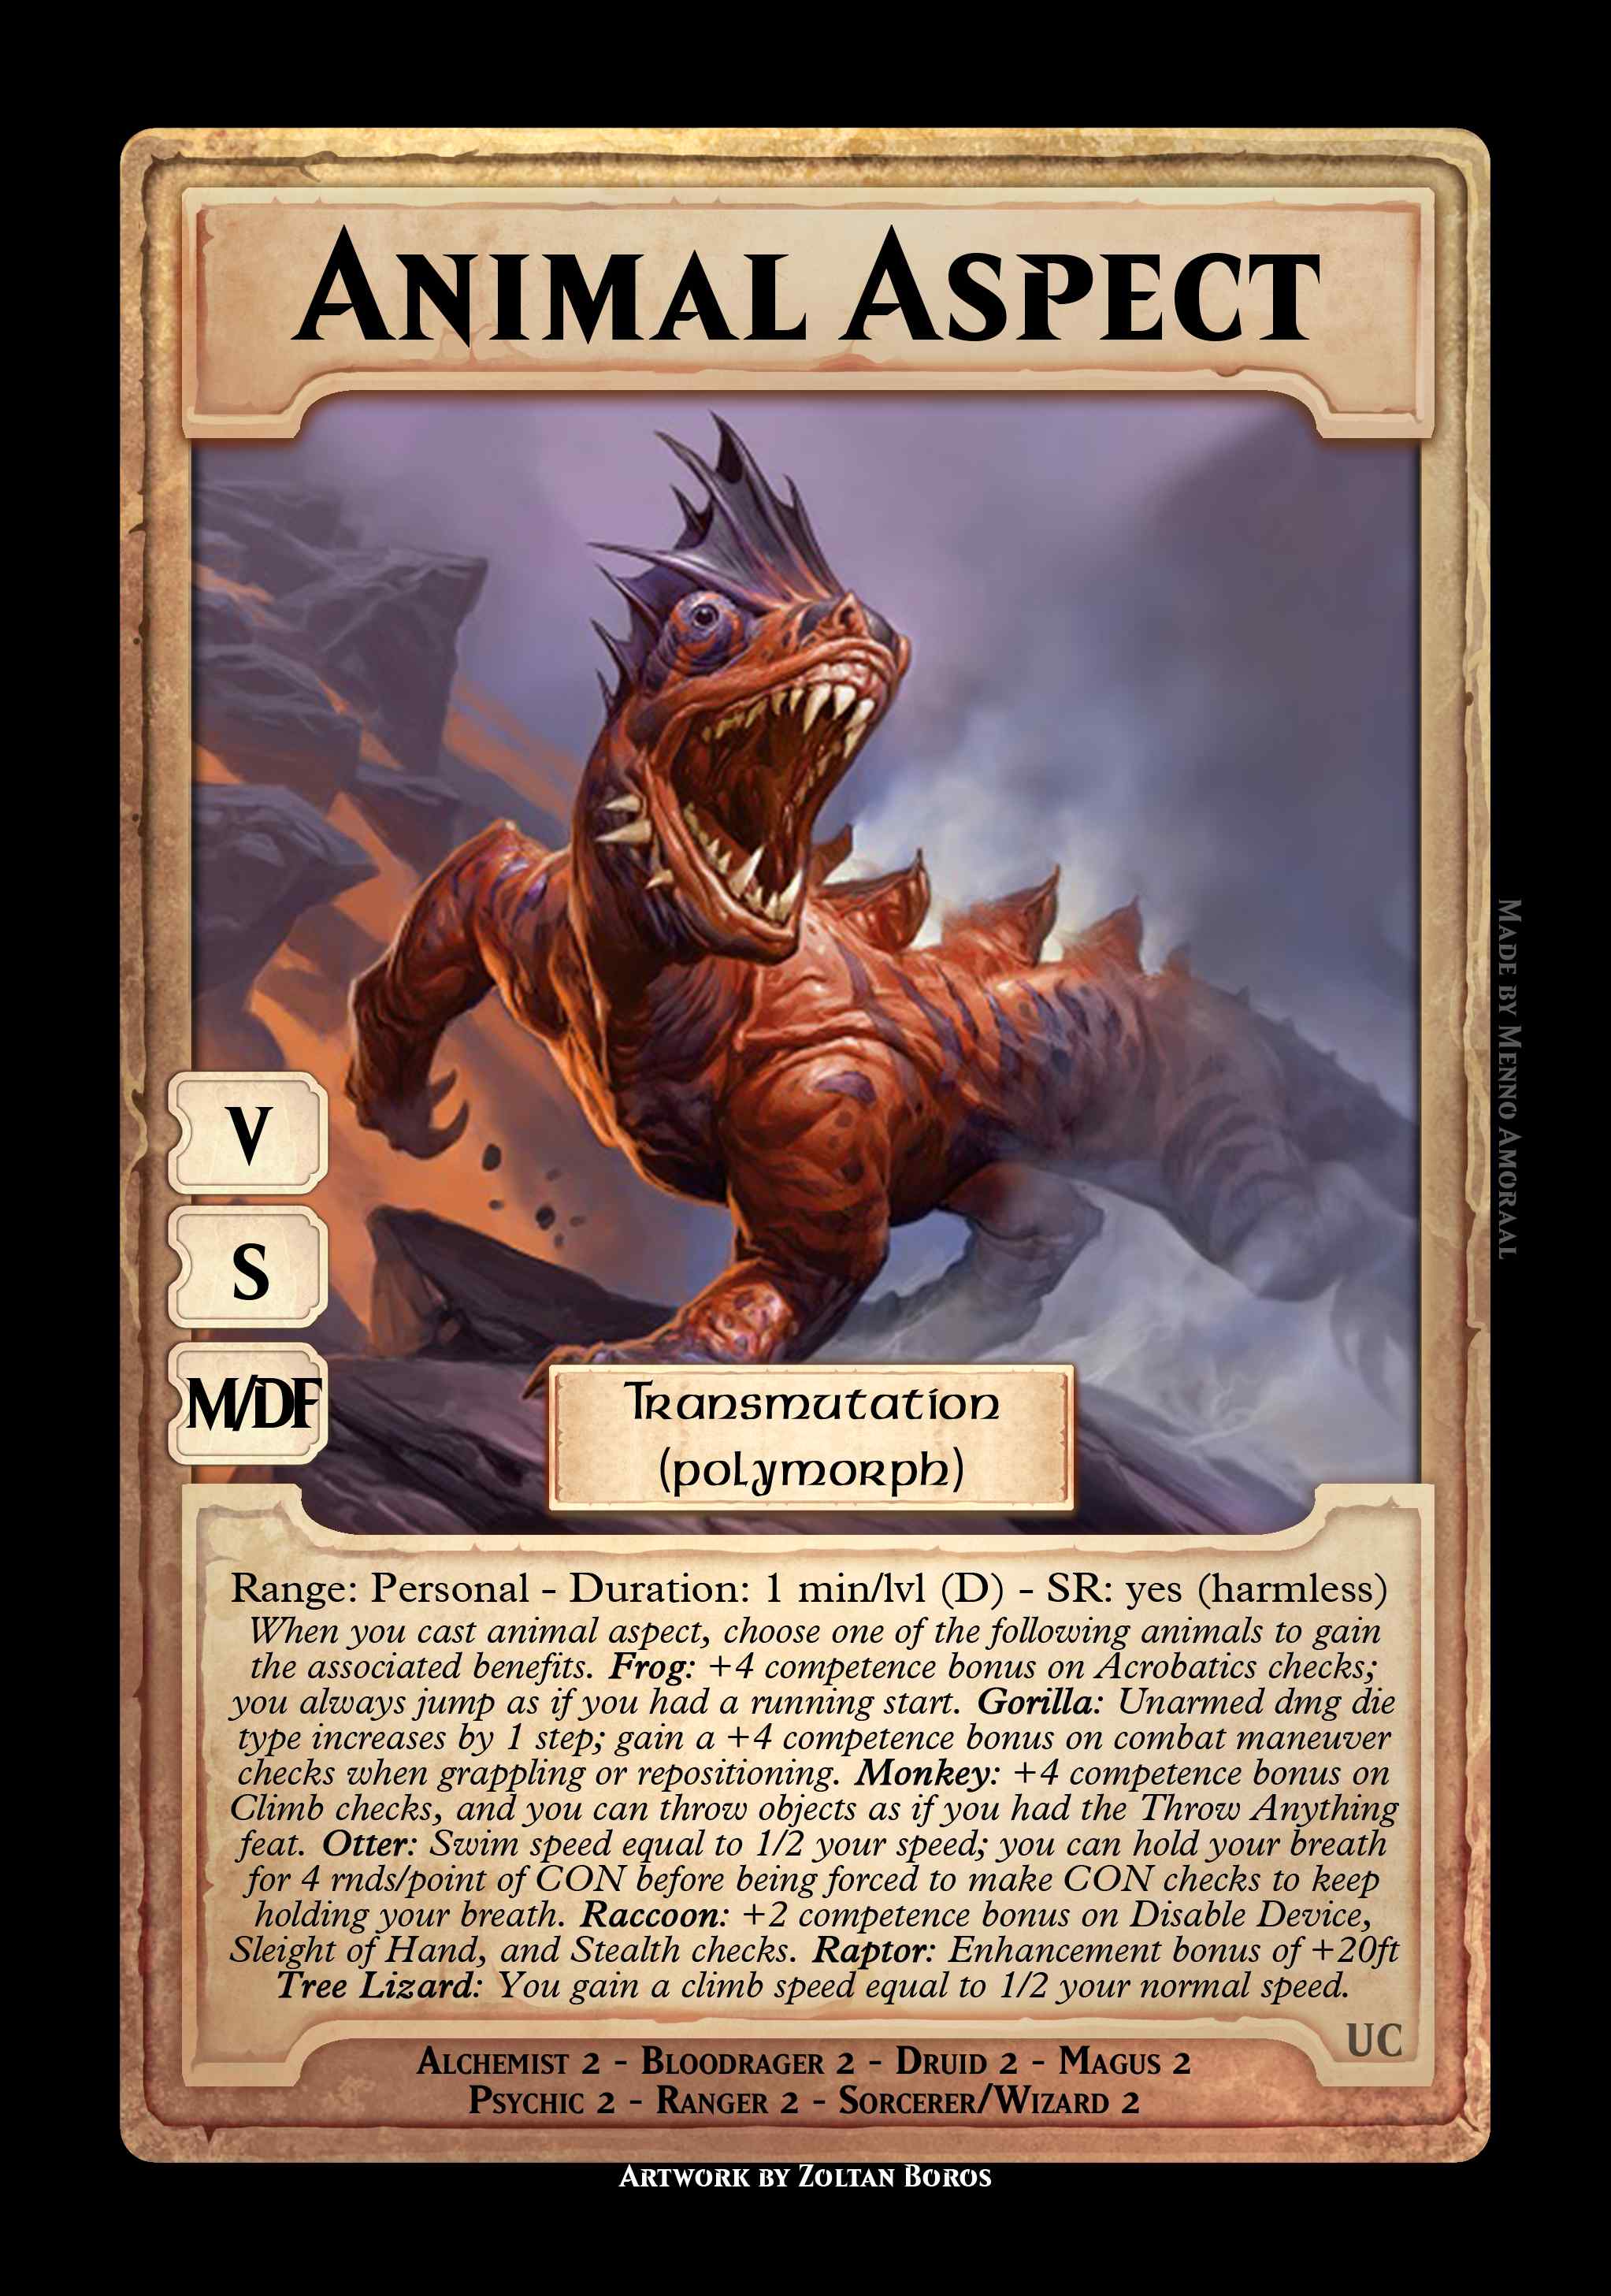 Animal Aspect
V
S
M/DF
Transmutation
(polymorph)
Range: Personal - Duration: 1 min/lvl (D) - SR: yes (harmless)
When you cast animal aspect, choose one of the following animals to gain
the associated benefits. Frog: +4 competence bonus on Acrobatics checks;
you always jump as if you had a running start. Gorilla: Unarmed dmg die
type increases by 1 step; gain a +4 competence bonus on combat maneuver
checks when grappling or repositioning. Monkey: +4 competence bonus on
Climb checks, and you can throw objects as if you had the Throw Anything
feat. Otter: Swim speed equal to 1/2 your speed; you can hold your breath
for 4 rnds/point of CON before being forced to make CON checks to keep
holding your breath. Raccoon: +2 competence bonus on Disable Device,
Sleight of Hand, and Stealth checks. Raptor: Enhancement bonus of +20ft
Tree Lizard: You gain a climb speed equal to 1/2 your normal speed.
UC
Alchemist 2 - Bloodrager 2 - Druid 2 - Magus 2
Psychic 2 - Ranger 2 - Sorcerer/Wizard 2
Artwork by Zoltan Boros
Made by Menno Amoraal